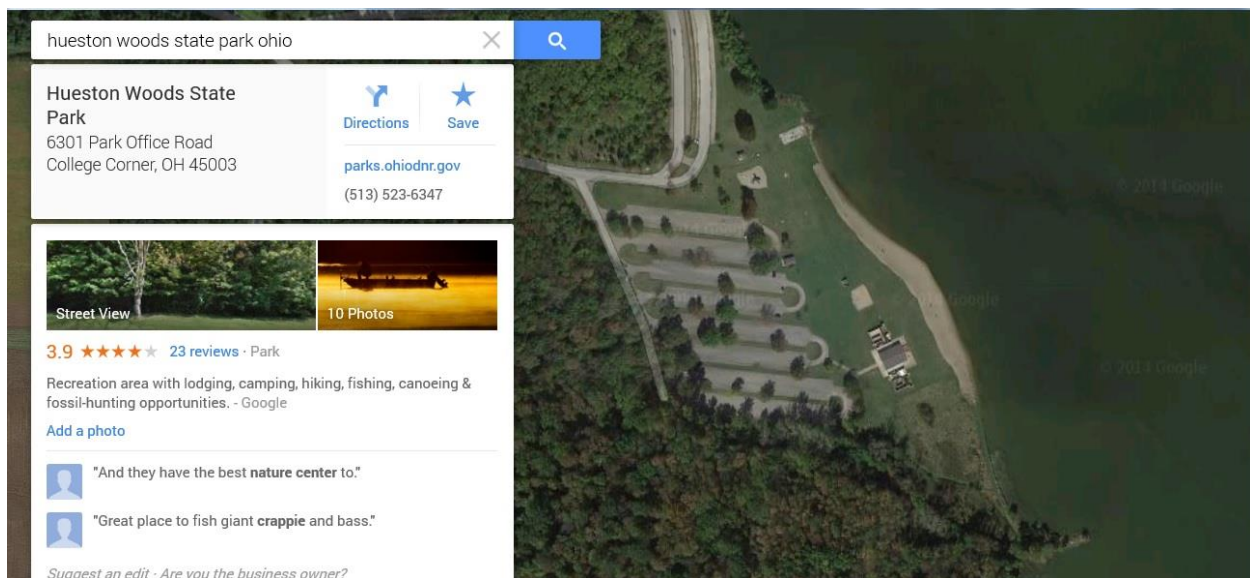 hueston woods state park ohio
Hueston Woods State
Park
6301 Park Office Road
College Corner, OH 45003
Directions
Save
parks.ohiodnr.gov
(513) 523-6347
Street View
10 Photos
3.9 23 reviews · Park
Recreation area with lodging, camping, hiking, fishing, canoeing &
fossil-hunting opportunities. - Google
Add a photo
"And they have the best nature center to."
"Great place to fish giant crappie and bass."
Suggest an edit · Are you the business owner?
© 2014 Google
© 2014 Google
© 2014 Google